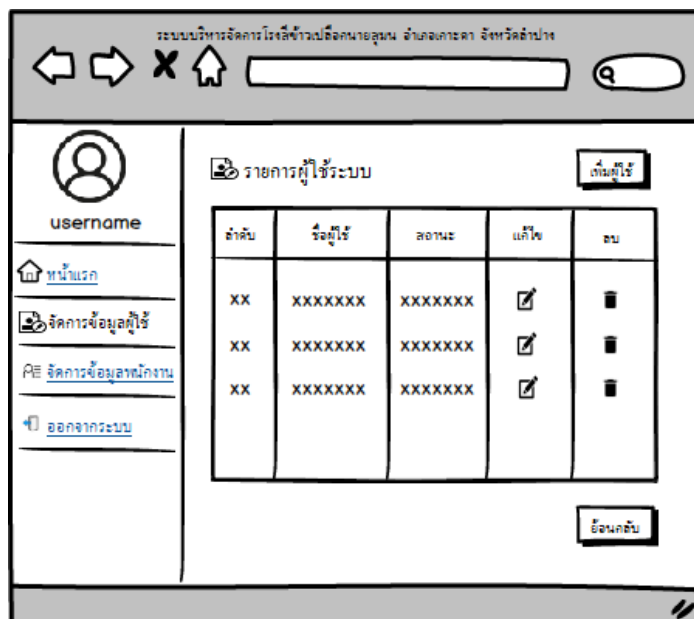 ระบบบริหารจัดการโรงสีข้าวเปลือกนายลุมน อำเภอเกาะคา จังหวัดลำปาง
username
หน้าแรก
จัดการข้อมูลผู้ใช้
จัดการข้อมูลพนักงาน
ออกจากระบบ
รายการผู้ใช้ระบบ
เพิ่มผู้ใช้
ลำดับ ชื่อผู้ใช้ สถานะ แก้ไข ลบ
xx xxxxxxx xxxxxxx
xx xxxxxxx xxxxxxx
xx xxxxxxx xxxxxxx
ย้อนกลับ